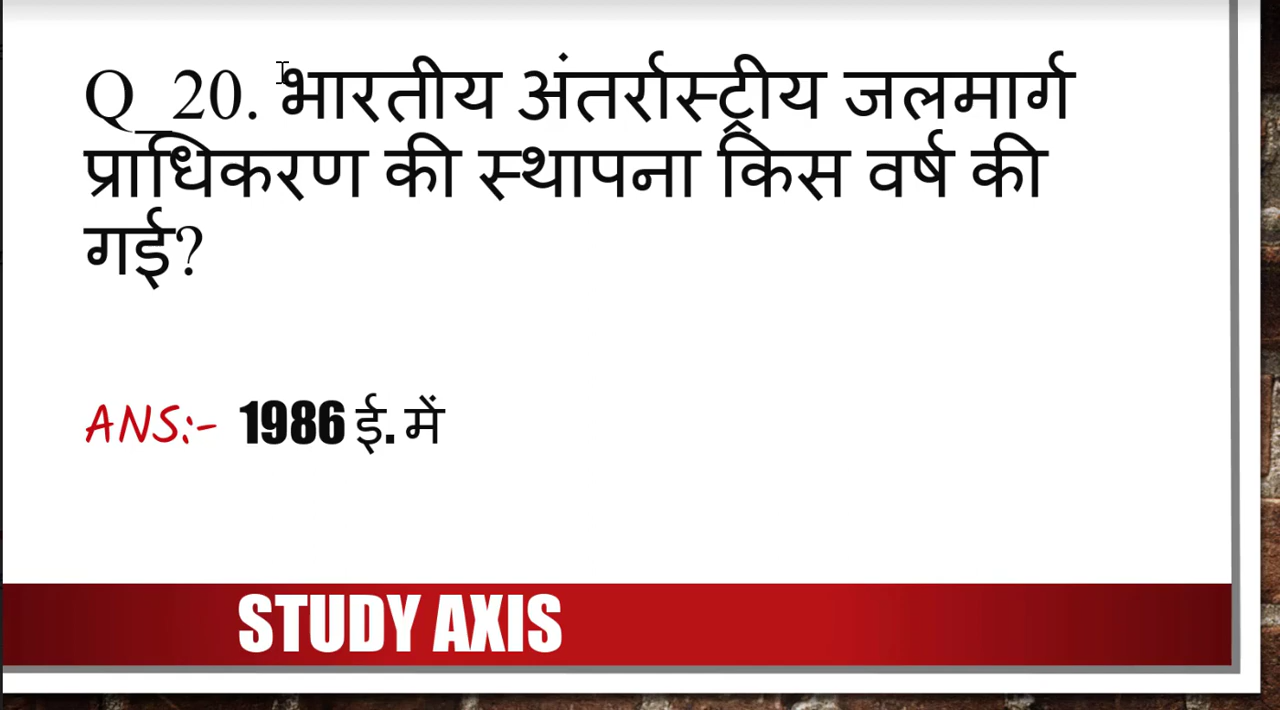 Q_20. भारतीय अंतर्रास्ट्रीय जलमार्ग
प्राधिकरण की स्थापना किस वर्ष की
गई?
ANS:- 1986 ई. में
STUDY AXIS